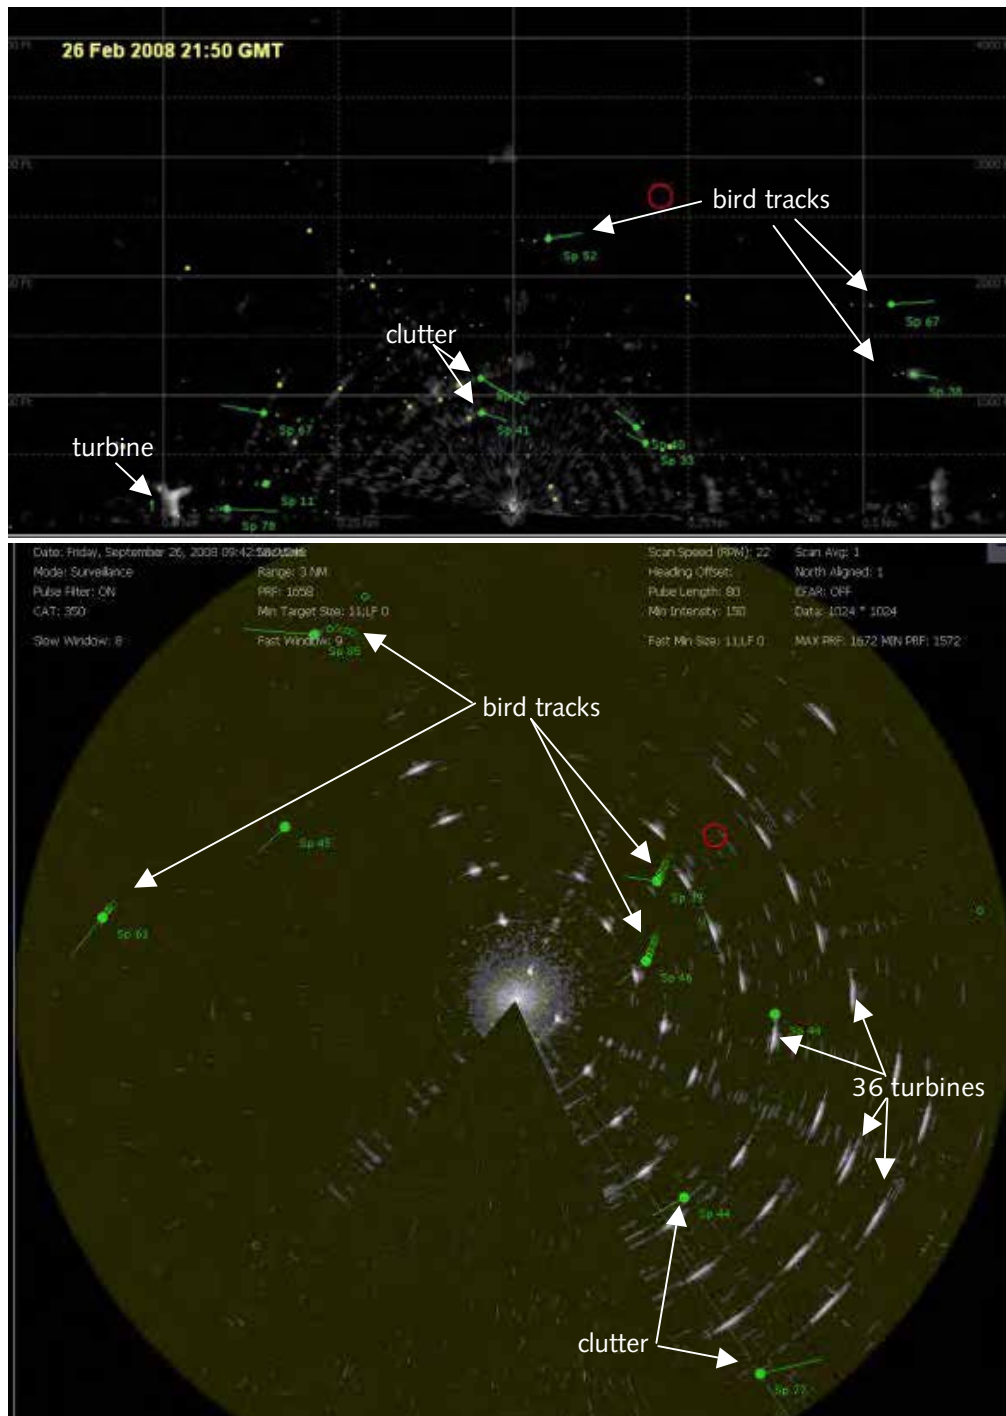 26 Feb 2008 21:50 GMT
bird tracks
Sp 52
Sp 67
clutter
Sp 38
Sp 67
Sp 41
turbine
Sp 33
Sp 11
Sp 78
Date: Friday, September 26, 2008
Scan Speed (RPM): 22
Scan Avg: 1
Mode: Surveillance
Range: 3 NM
Heading Offset:
North Aligned: 1
Pulse Filter: ON
PRF: 1658
Pulse Length: 80
CFAR: OFF
CAT: 350
Min Target Size: 11;LF 0
Min Intensity: 150
Data: 1024 * 1024
Slow Window: 8
Fast Window: 9
Fast Min Size: 11;LF 0
MAX PRF: 1672 MIN PRF: 1572
Sp 85
bird tracks
Sp 45
Sp 39
Sp 63
Sp 46
Sp 44
36 turbines
Sp 44
clutter
Sp 77